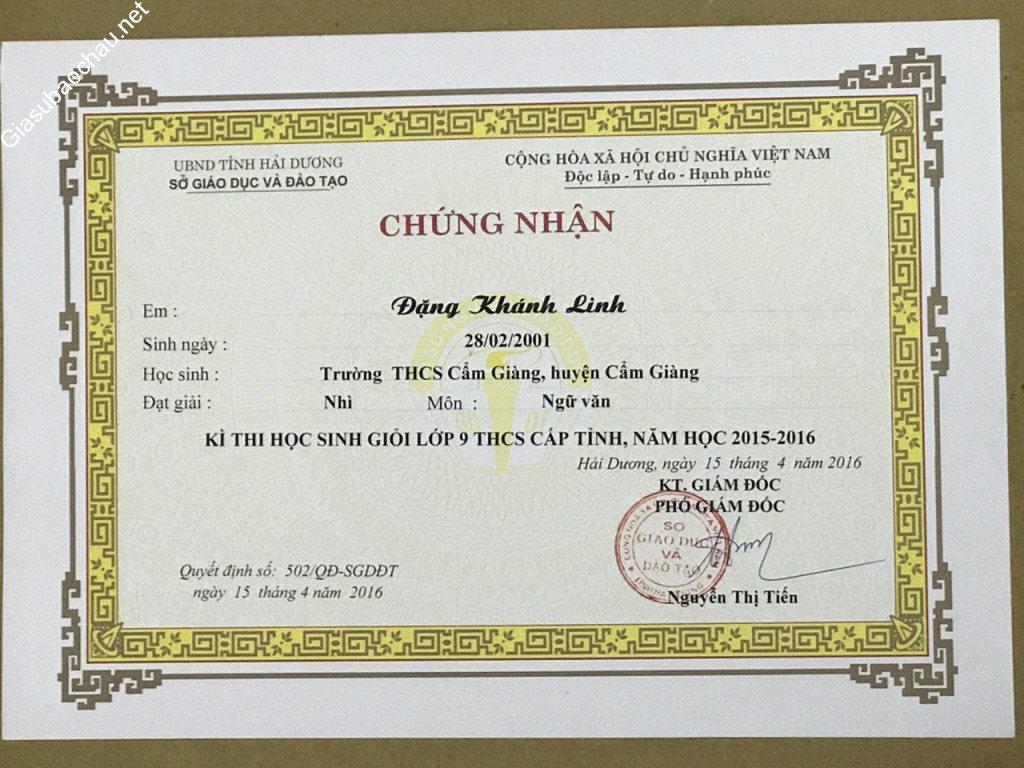 Giasubaochau.net
UBND TỈNH HẢI DƯƠNG
SỞ GIÁO DỤC VÀ ĐÀO TẠO
CỘNG HÒA XÃ HỘI CHỦ NGHĨA VIỆT NAM
Độc lập - Tự do - Hạnh phúc
CHỨNG NHẬN
Em : Đặng Khánh Linh
Sinh ngày : 28/02/2001
Học sinh : Trường THCS Cẩm Giàng, huyện Cẩm Giàng
Đạt giải : Nhì Môn : Ngữ văn
KÌ THI HỌC SINH GIỎI LỚP 9 THCS CẤP TỈNH, NĂM HỌC 2015-2016
Hải Dương, ngày 15 tháng 4 năm 2016
KT. GIÁM ĐỐC
PHÓ GIÁM ĐỐC
SỞ
GIÁO DỤC
VÀ
ĐÀO TẠO
Nguyễn Thị Tiến
Quyết định số: 502/QĐ-SGDĐT
ngày 15 tháng 4 năm 2016